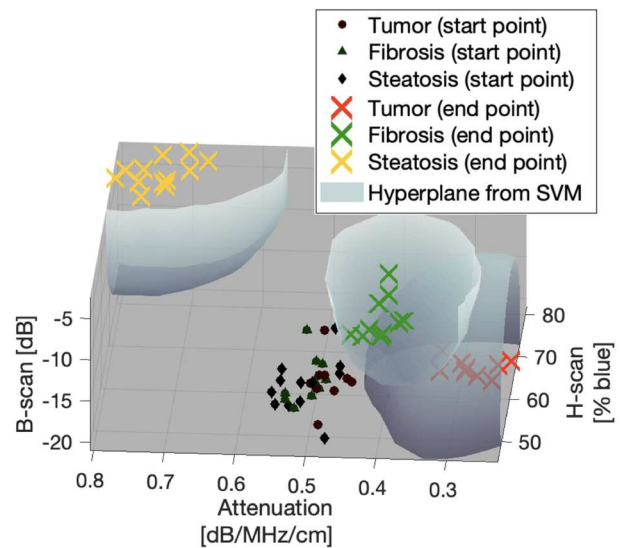 Tumor (start point)
Fibrosis (start point)
Steatosis (start point)
Tumor (end point)
Fibrosis (end point)
Steatosis (end point)
Hyperplane from SVM
B-scan [dB]
-5
-10
-15
-20
80
70
60
50
H-scan
[% blue]
0.8
0.7
0.6
0.5
0.4
0.3
Attenuation
[dB/MHz/cm]